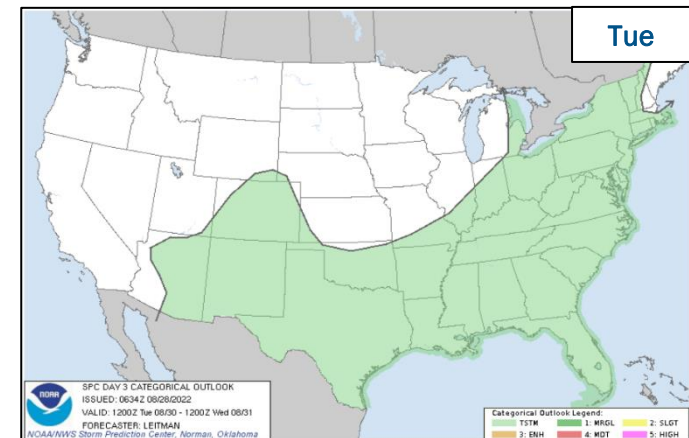 Tue
NOAA
SPC DAY 3 CATEGORICAL OUTLOOK
ISSUED: 0634Z 08/28/2022
VALID: 1200Z Tue 08/30 - 1200Z Wed 08/31
FORECASTER: LEITMAN
NOAA/NWS Storm Prediction Center, Norman, Oklahoma
Categorical Outlook Legend:
TSTM 1: MRGL 2: SLGT
3: ENH 4: MDT 5: HIGH